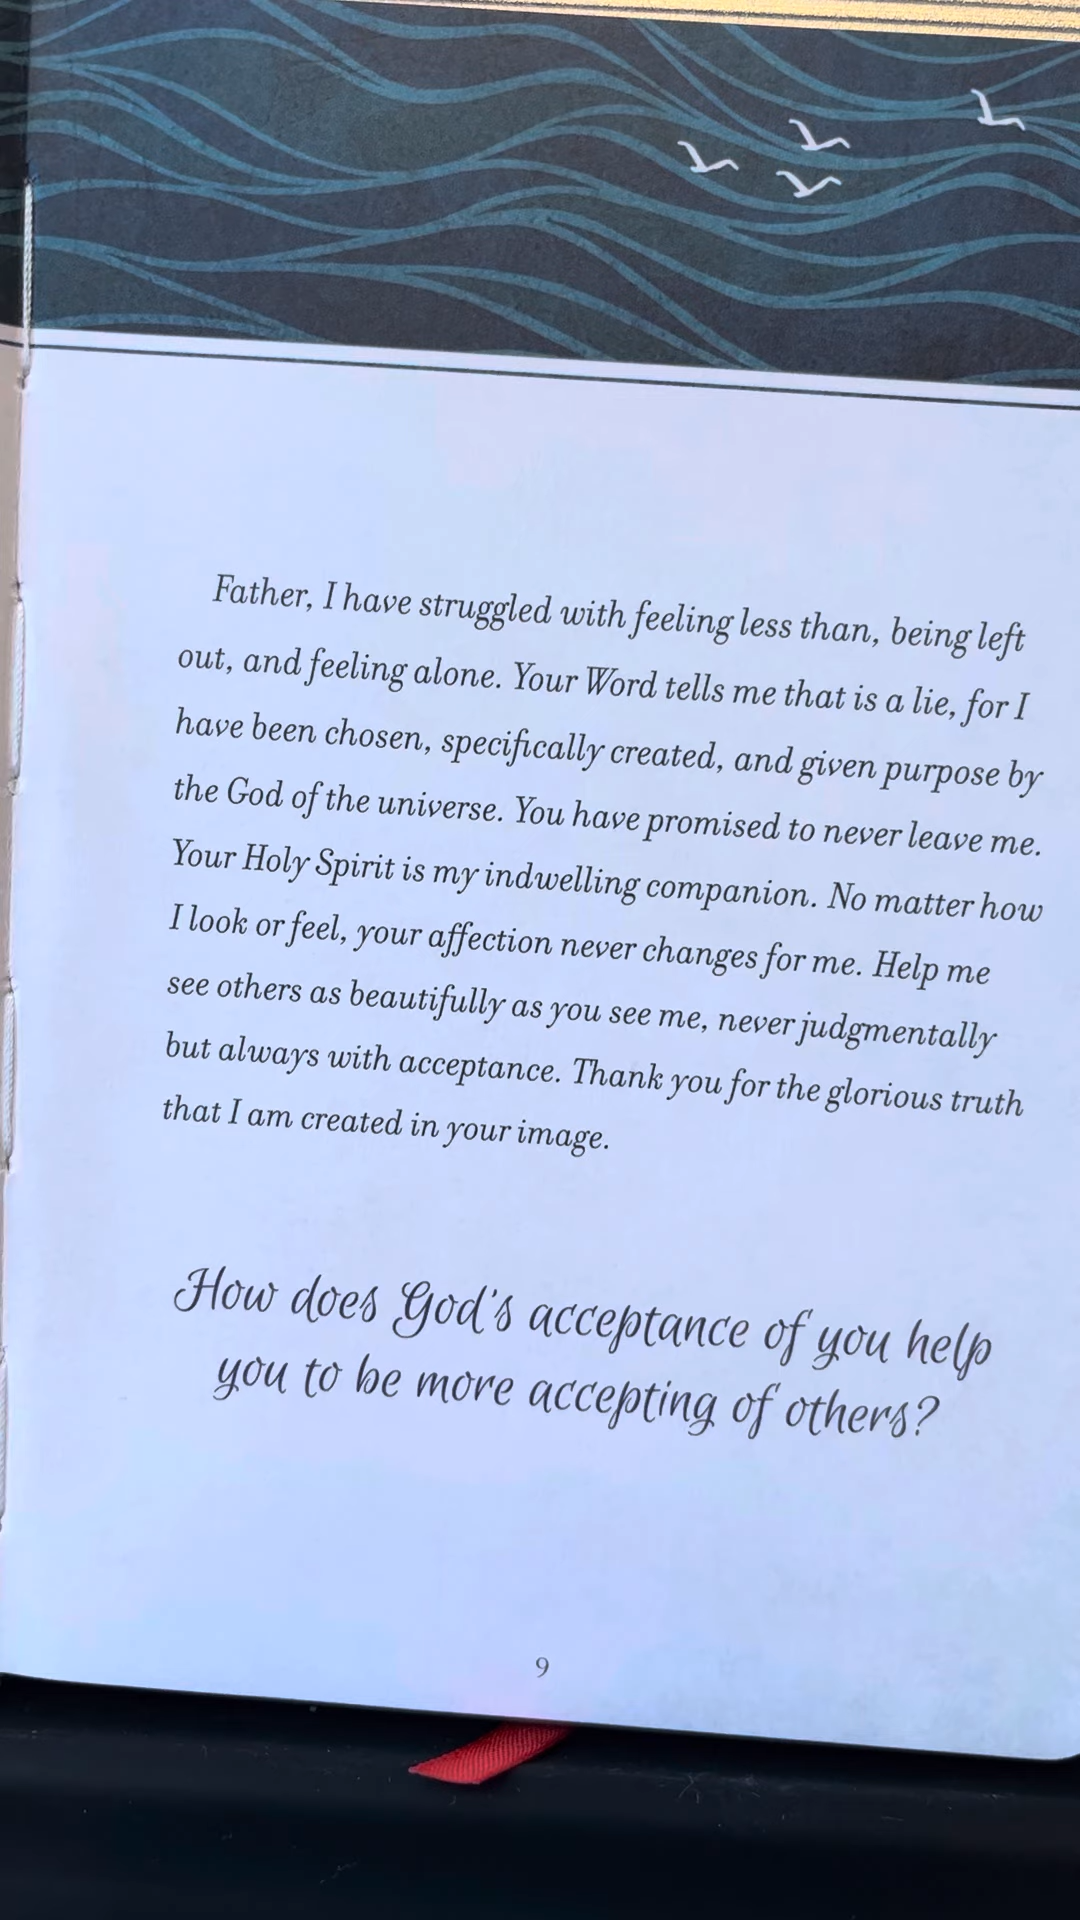 Father, I have struggled with feeling less than, being left
out, and feeling alone. Your Word tells me that is a lie, for I
have been chosen, specifically created, and given purpose by
the God of the universe. You have promised to never leave me.
Your Holy Spirit is my indwelling companion. No matter how
I look or feel, your affection never changes for me. Help me
see others as beautifully as you see me, never judgmentally
but always with acceptance. Thank you for the glorious truth
that I am created in your image.
How does God's acceptance of you help
you to be more accepting of others?
9